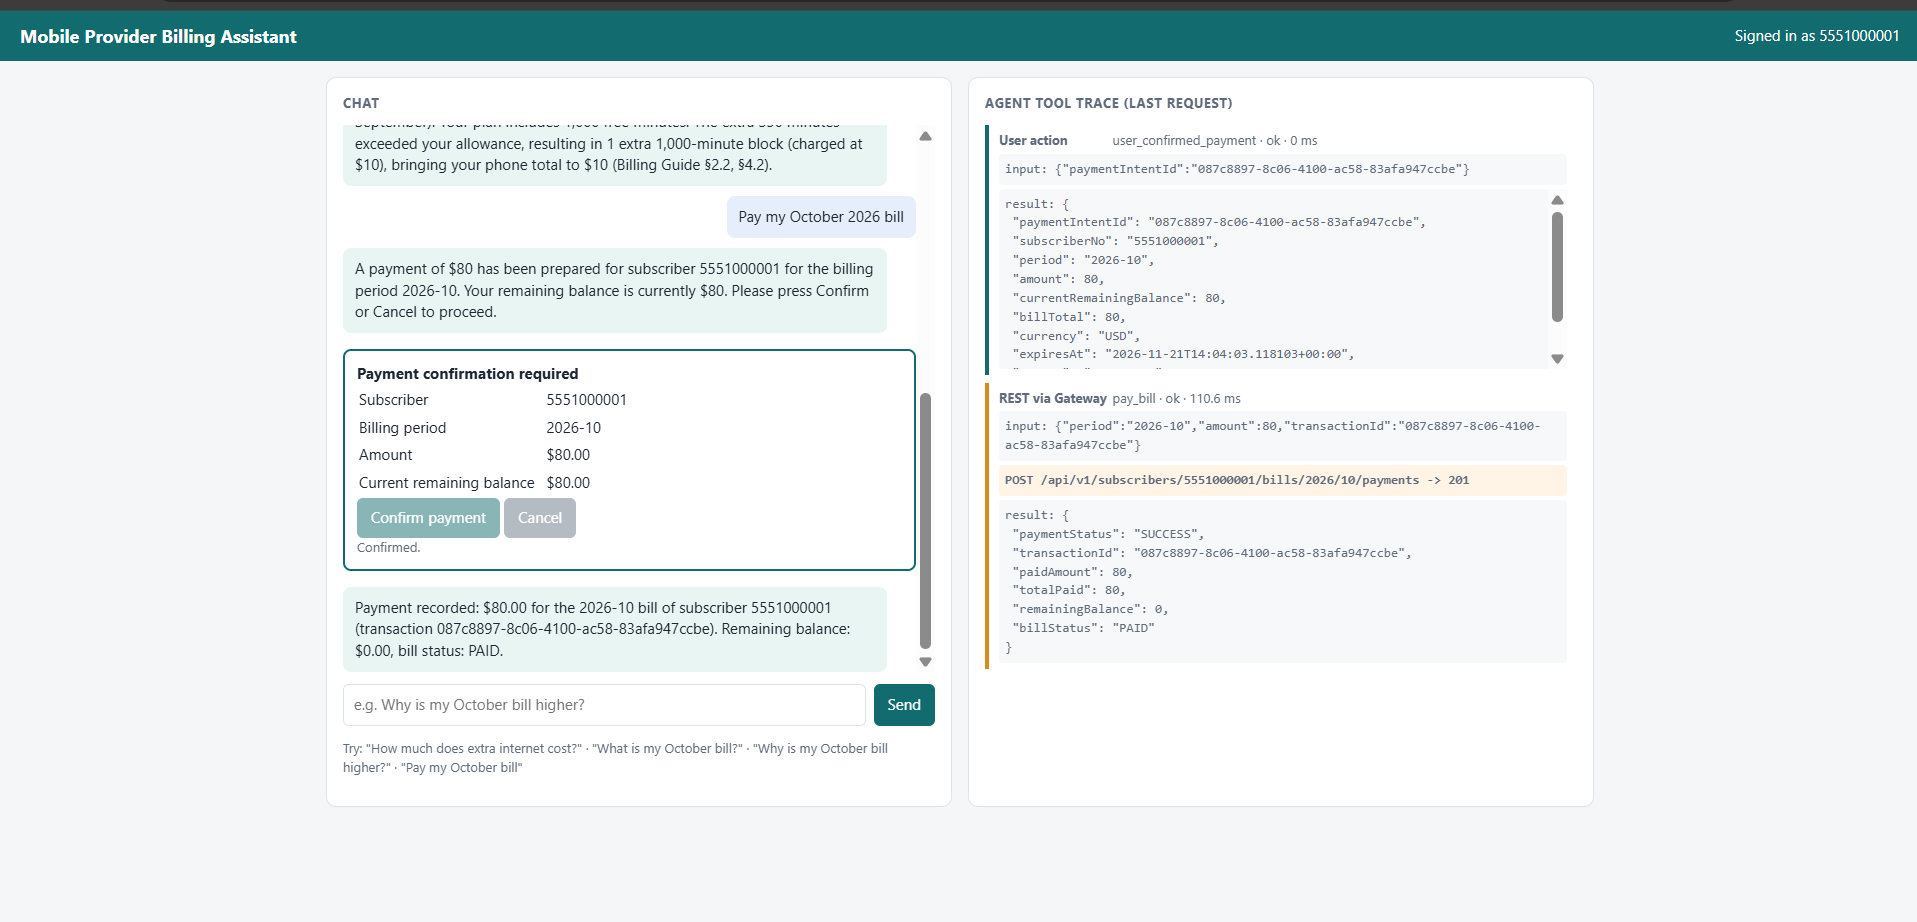 Mobile Provider Billing Assistant
Signed in as 5551000001
CHAT
exceeded your allowance, resulting in 1 extra 1,000-minute block (charged at
$10), bringing your phone total to $10 (Billing Guide §2.2, §4.2).
Pay my October 2026 bill
A payment of $80 has been prepared for subscriber 5551000001 for the billing
period 2026-10. Your remaining balance is currently $80. Please press Confirm
or Cancel to proceed.
Payment confirmation required
Subscriber 5551000001
Billing period 2026-10
Amount $80.00
Current remaining balance $80.00
Confirm payment Cancel
Confirmed.
Payment recorded: $80.00 for the 2026-10 bill of subscriber 5551000001
(transaction 087c8897-8c06-4100-ac58-83afa947ccbe). Remaining balance:
$0.00, bill status: PAID.
e.g. Why is my October bill higher?
Send
Try: "How much does extra internet cost?" · "What is my October bill?" · "Why is my October bill
higher?" · "Pay my October bill"
AGENT TOOL TRACE (LAST REQUEST)
User action user_confirmed_payment · ok · 0 ms
input: {"paymentIntentId":"087c8897-8c06-4100-ac58-83afa947ccbe"}
result: {
"paymentIntentId": "087c8897-8c06-4100-ac58-83afa947ccbe",
"subscriberNo": "5551000001",
"period": "2026-10",
"amount": 80,
"currentRemainingBalance": 80,
"billTotal": 80,
"currency": "USD",
"expiresAt": "2026-11-21T14:04:03.118103+00:00",
REST via Gateway pay_bill · ok · 110.6 ms
input: {"period":"2026-10","amount":80,"transactionId":"087c8897-8c06-4100-
ac58-83afa947ccbe"}
POST /api/v1/subscribers/5551000001/bills/2026/10/payments -> 201
result: {
"paymentStatus": "SUCCESS",
"transactionId": "087c8897-8c06-4100-ac58-83afa947ccbe",
"paidAmount": 80,
"totalPaid": 80,
"remainingBalance": 0,
"billStatus": "PAID"
}